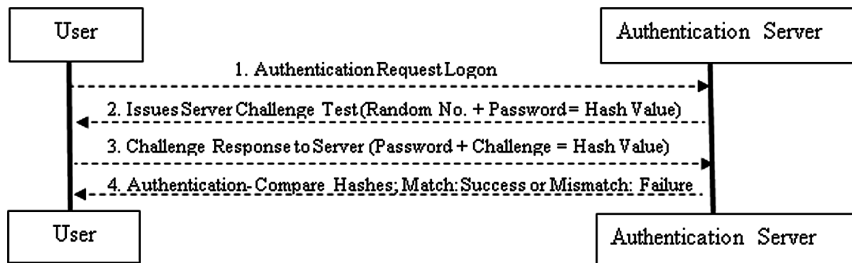 User
Authentication Server
1. Authentication Request Logon
2. Issues Server Challenge Test (Random No. + Password = Hash Value)
3. Challenge Response to Server (Password + Challenge = Hash Value)
4. Authentication- Compare Hashes; Match: Success or Mismatch: Failure
User
Authentication Server